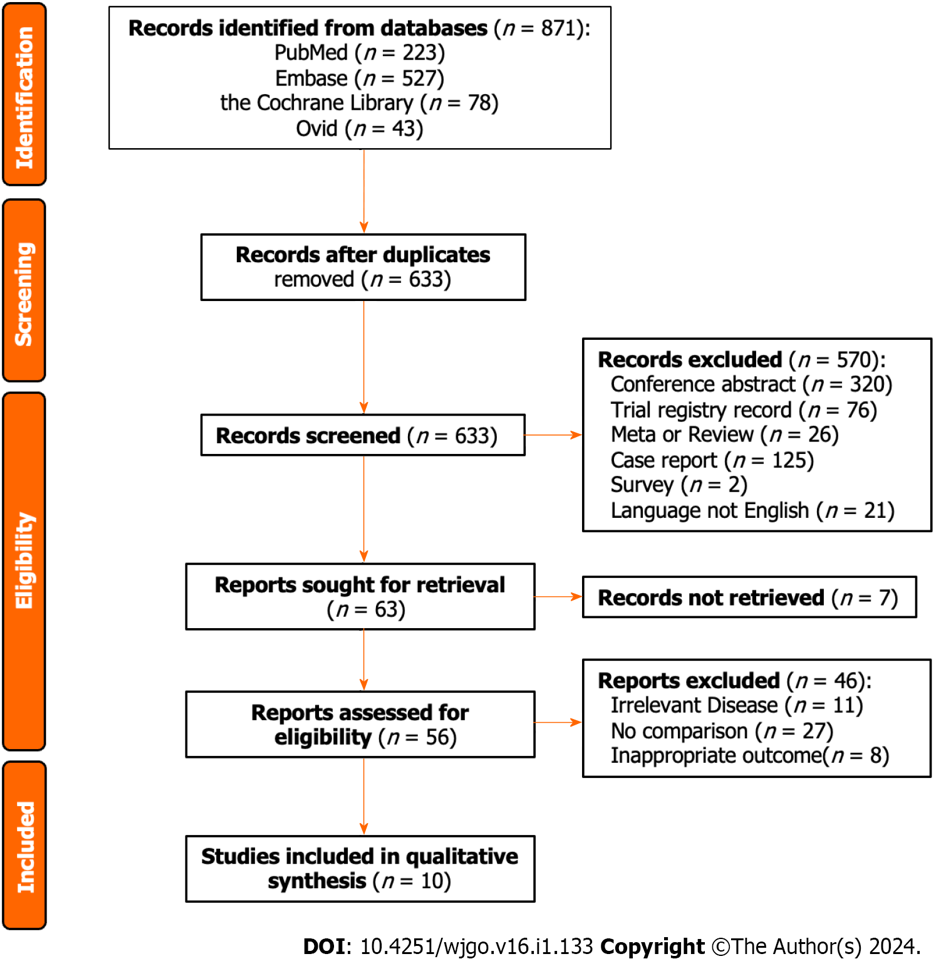 Identification
Records identified from databases (n = 871):
PubMed (n = 223)
Embase (n = 527)
the Cochrane Library (n = 78)
Ovid (n = 43)
Screening
Records after duplicates
removed (n = 633)
Eligibility
Records screened (n = 633)
Records excluded (n = 570):
Conference abstract (n = 320)
Trial registry record (n = 76)
Meta or Review (n = 26)
Case report (n = 125)
Survey (n = 2)
Language not English (n = 21)
Reports sought for retrieval
(n = 63)
Records not retrieved (n = 7)
Reports assessed for
eligibility (n = 56)
Reports excluded (n = 46):
Irrelevant Disease (n = 11)
No comparison (n = 27)
Inappropriate outcome(n = 8)
Included
Studies included in qualitative
synthesis (n = 10)
DOI: 10.4251/wjgo.v16.i1.133 Copyright ©The Author(s) 2024.